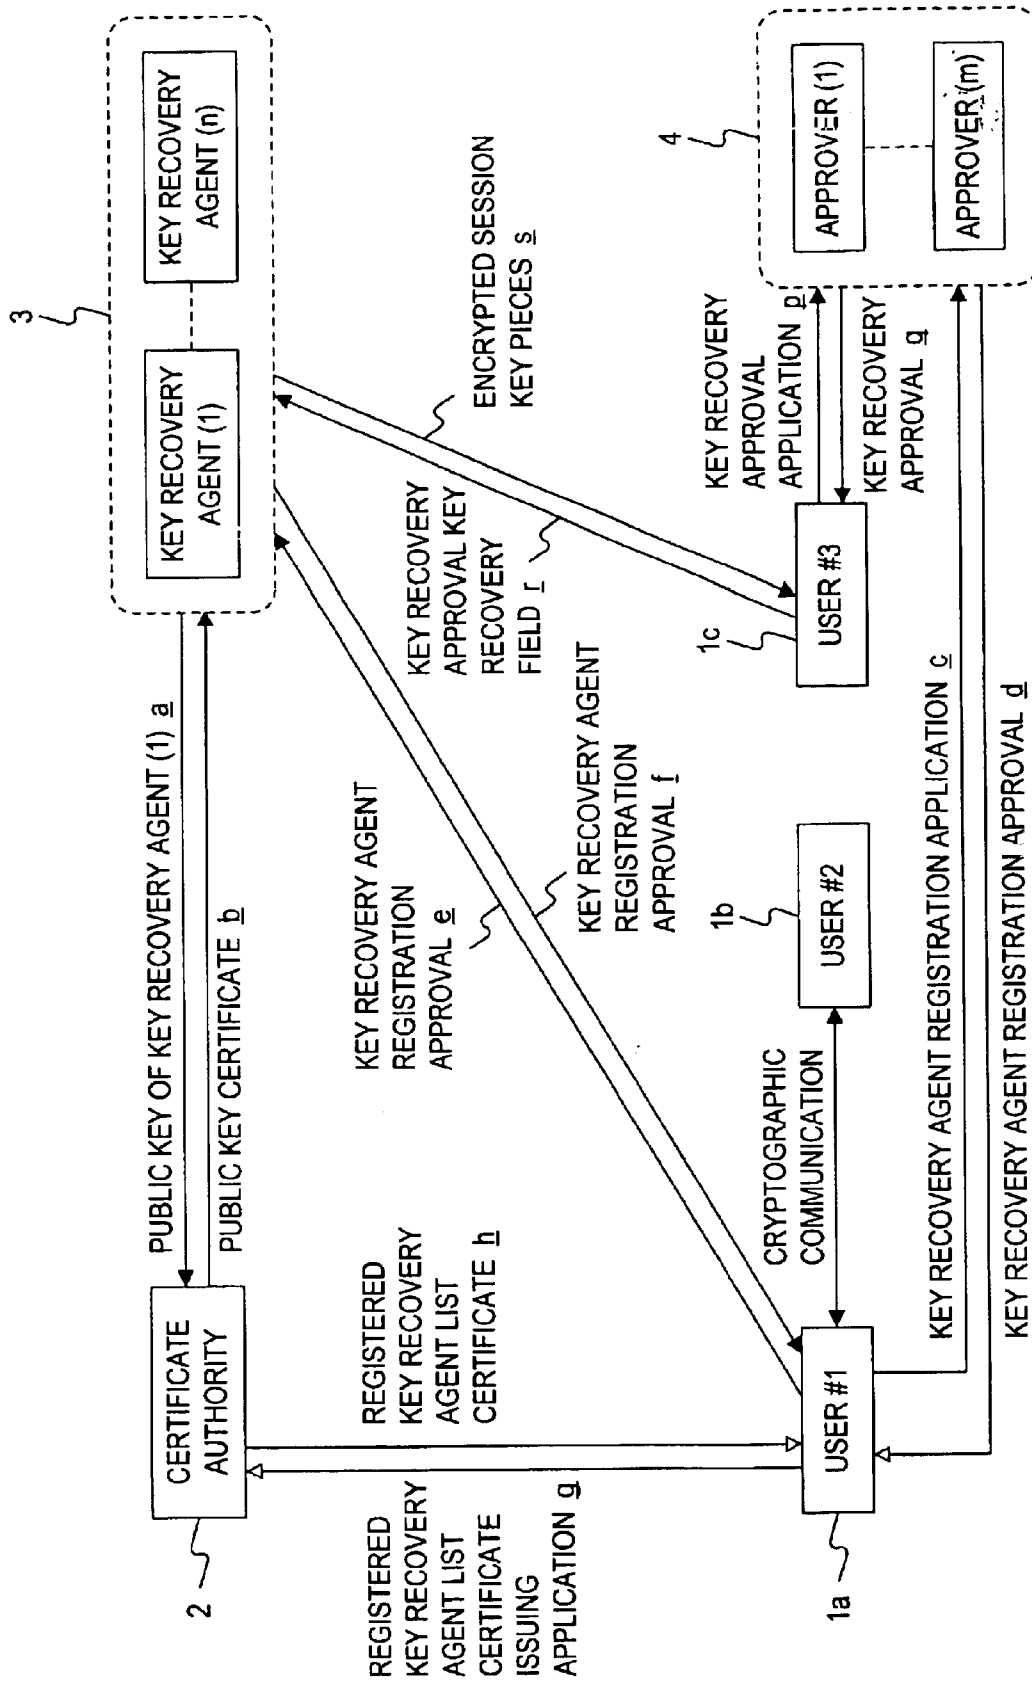 3
KEY RECOVERY
AGENT (1)
KEY RECOVERY
AGENT (n)
PUBLIC KEY OF KEY RECOVERY AGENT (1) a
PUBLIC KEY CERTIFICATE b
CERTIFICATE
AUTHORITY
2
REGISTERED
KEY RECOVERY
AGENT LIST
CERTIFICATE h
REGISTERED
KEY RECOVERY
AGENT LIST
CERTIFICATE
ISSUING
APPLICATION g
KEY RECOVERY AGENT
REGISTRATION
APPROVAL e
KEY RECOVERY AGENT
REGISTRATION
APPROVAL f
KEY RECOVERY
APPROVAL KEY
RECOVERY
FIELD r
ENCRYPTED SESSION
KEY PIECES s
4
APPROVER (1)
APPROVER (m)
KEY RECOVERY
APPROVAL
APPLICATION p
KEY RECOVERY
APPROVAL q
1c
USER #3
1b
USER #2
CRYPTOGRAPHIC
COMMUNICATION
USER #1
1a
KEY RECOVERY AGENT REGISTRATION APPLICATION c
KEY RECOVERY AGENT REGISTRATION APPROVAL d